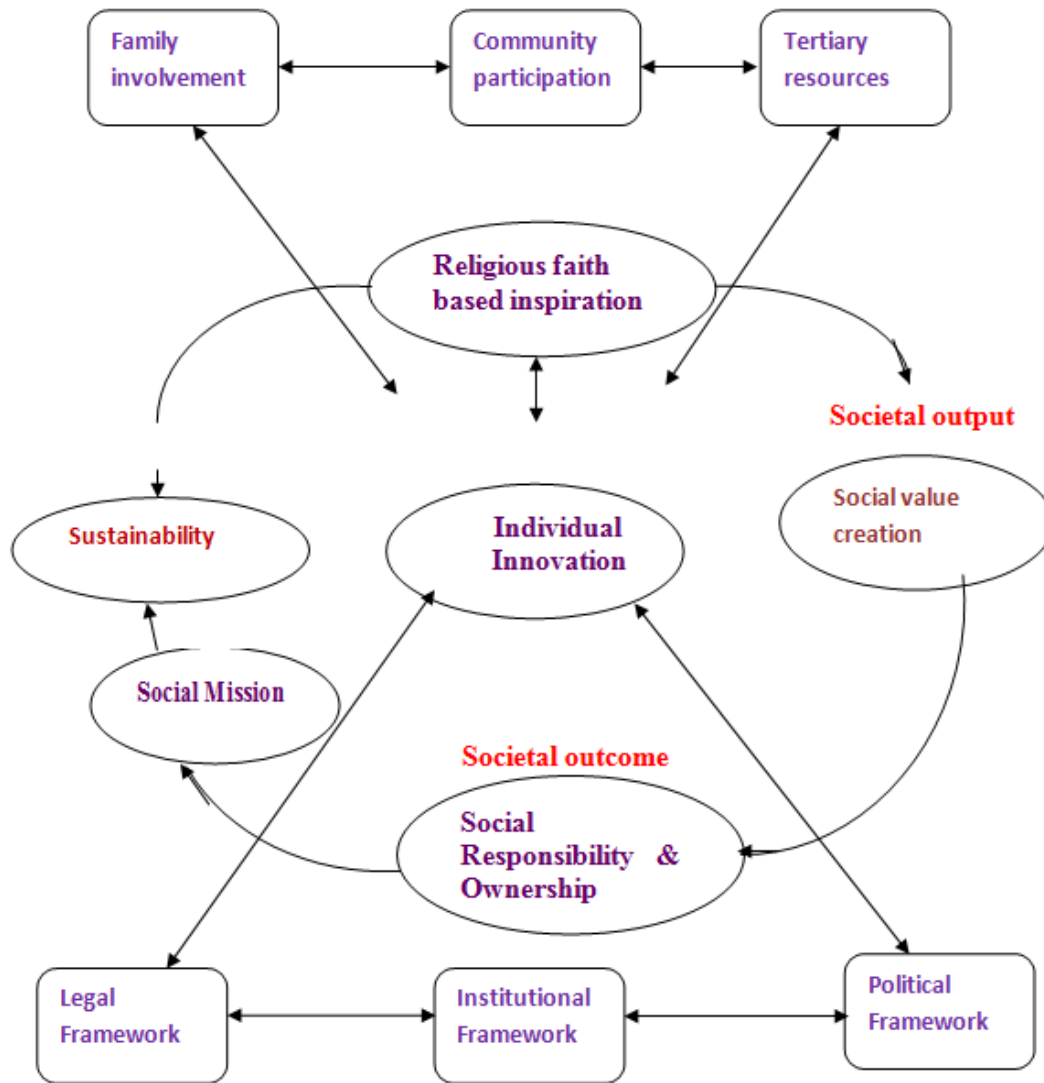 Family
involvement
Community
participation
Tertiary
resources
Religious faith
based inspiration
Societal output
Social value
creation
Sustainability
Individual
Innovation
Social Mission
Societal outcome
Social
Responsibility &
Ownership
Legal
Framework
Institutional
Framework
Political
Framework